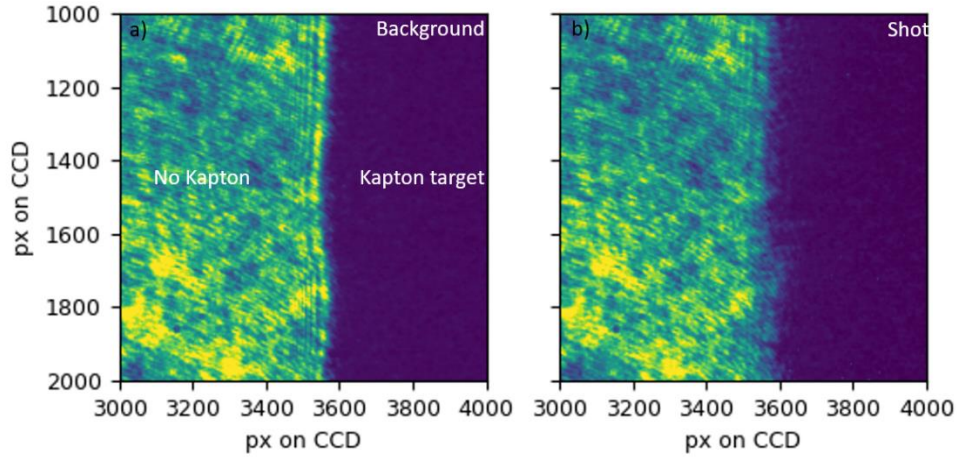 a)
Background
No Kapton
Kapton target
1000
1200
1400
1600
1800
2000
px on CCD
3000 3200 3400 3600 3800 4000
px on CCD
b)
Shot
3000 3200 3400 3600 3800 4000
px on CCD